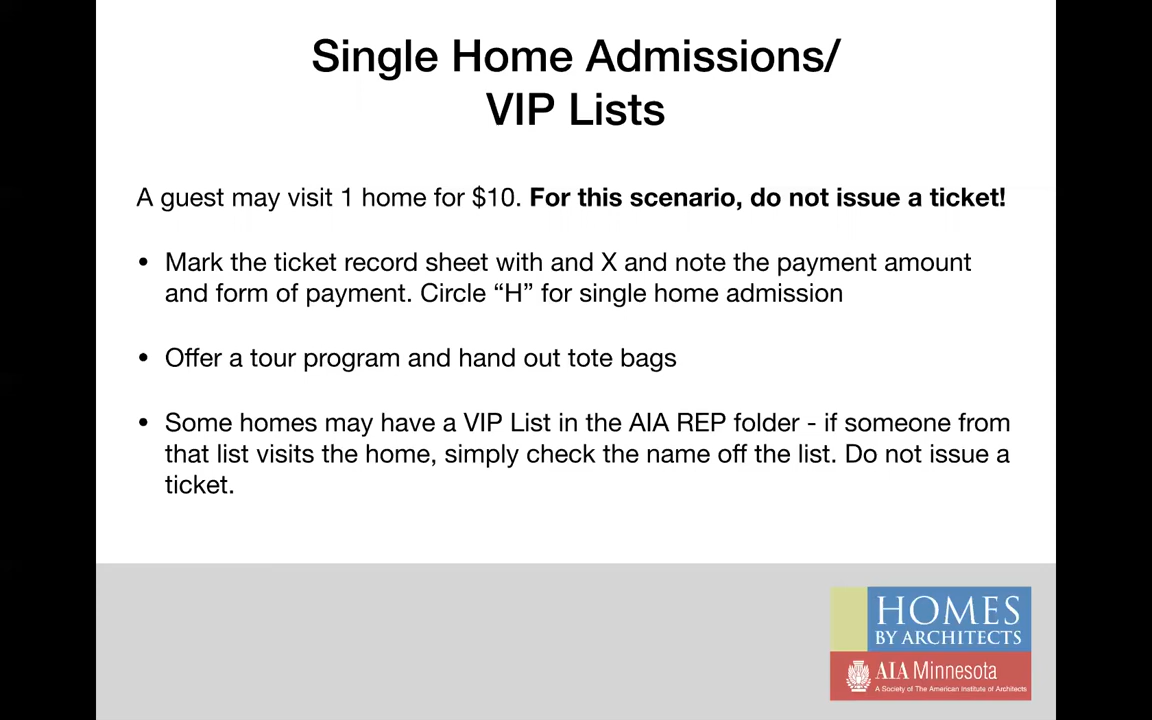 Single Home Admissions/
VIP Lists
A guest may visit 1 home for $10. For this scenario, do not issue a ticket!
• Mark the ticket record sheet with and X and note the payment amount
and form of payment. Circle “H” for single home admission
• Offer a tour program and hand out tote bags
• Some homes may have a VIP List in the AIA REP folder - if someone from
that list visits the home, simply check the name off the list. Do not issue a
ticket.
HOMES
BY ARCHITECTS
AIA Minnesota
A Society of The American Institute of Architects